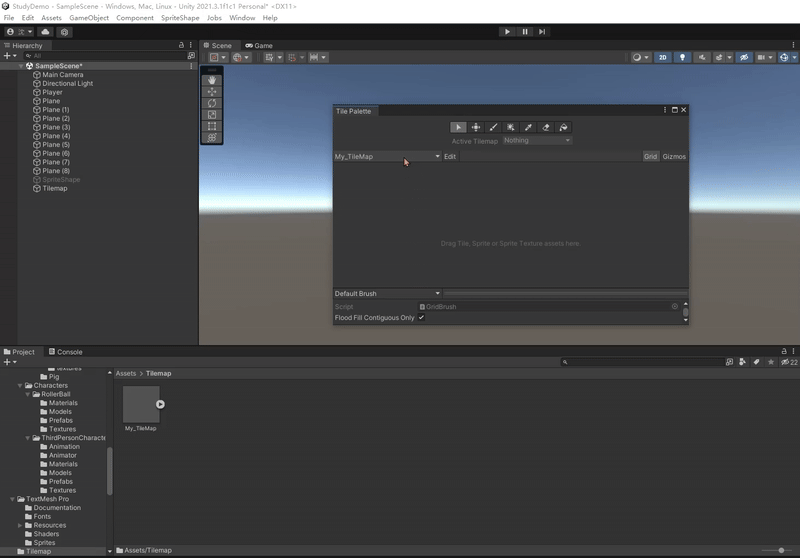 StudyDemo - SampleScene - Windows, Mac, Linux - Unity 2021.3.1f1c1 Personal* <DX11>
File Edit Assets GameObject Component SpriteShape Jobs Window Help
Hierarchy
All
SampleScene*
Main Camera
Directional Light
Player
Plane
Plane (1)
Plane (2)
Plane (3)
Plane (4)
Plane (5)
Plane (6)
Plane (7)
Plane (8)
SpriteShape
Tilemap
Scene Game
2D
Tile Palette
Active Tilemap Nothing
My_TileMap Edit Grid Gizmos
Drag Tile, Sprite or Sprite Texture assets here.
Default Brush
Script GridBrush
Flood Fill Contiguous Only
Project Console
22
Textures
Pig
Characters
RollerBall
Materials
Models
Prefabs
Textures
ThirdPersonCharacte
Animation
Animator
Materials
Models
Prefabs
Textures
TextMesh Pro
Documentation
Fonts
Resources
Shaders
Sprites
Tilemap
Assets > Tilemap
My_TileMap
Assets/Tilemap